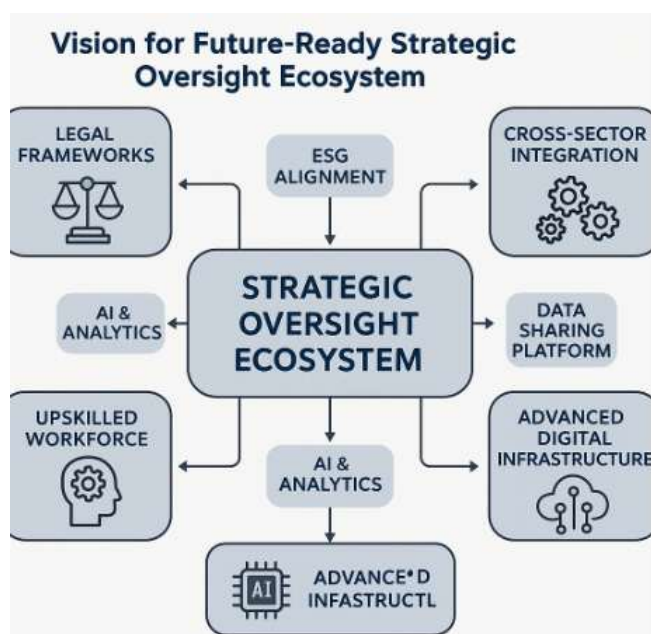 Vision for Future-Ready Strategic
Oversight Ecosystem
LEGAL
FRAMEWORKS
ESG
ALIGNMENT
CROSS-SECTOR
INTEGRATION
AI &
ANALYTICS
STRATEGIC
OVERSIGHT
ECOSYSTEM
DATA
SHARING
PLATFORM
UPSKILLED
WORKFORCE
AI &
ANALYTICS
ADVANCED
DIGITAL
INFRASTRUCTURE
AI
ADVANCE*D
INFASTRUCTL